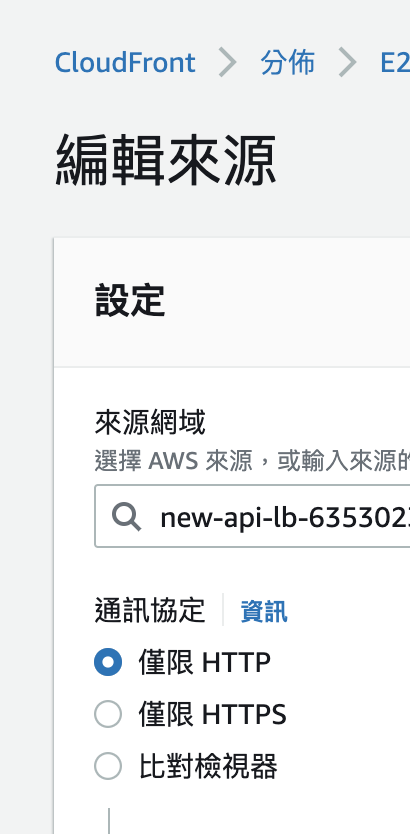 CloudFront > 分佈 > E2
編輯來源
設定
來源網域
選擇 AWS 來源，或輸入來源的
new-api-lb-635302
通訊協定 資訊
僅限 HTTP
僅限 HTTPS
比對檢視器